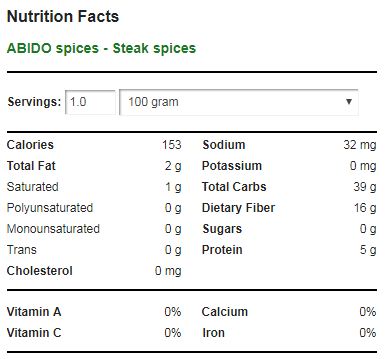 Nutrition Facts
ABIDO spices - Steak spices
Servings: 1.0 100 gram
Calories 153 Sodium 32 mg
Total Fat 2 g Potassium 0 mg
Saturated 1 g Total Carbs 39 g
Polyunsaturated 0 g Dietary Fiber 16 g
Monounsaturated 0 g Sugars 0 g
Trans 0 g Protein 5 g
Cholesterol 0 mg
Vitamin A 0% Calcium 0%
Vitamin C 0% Iron 0%